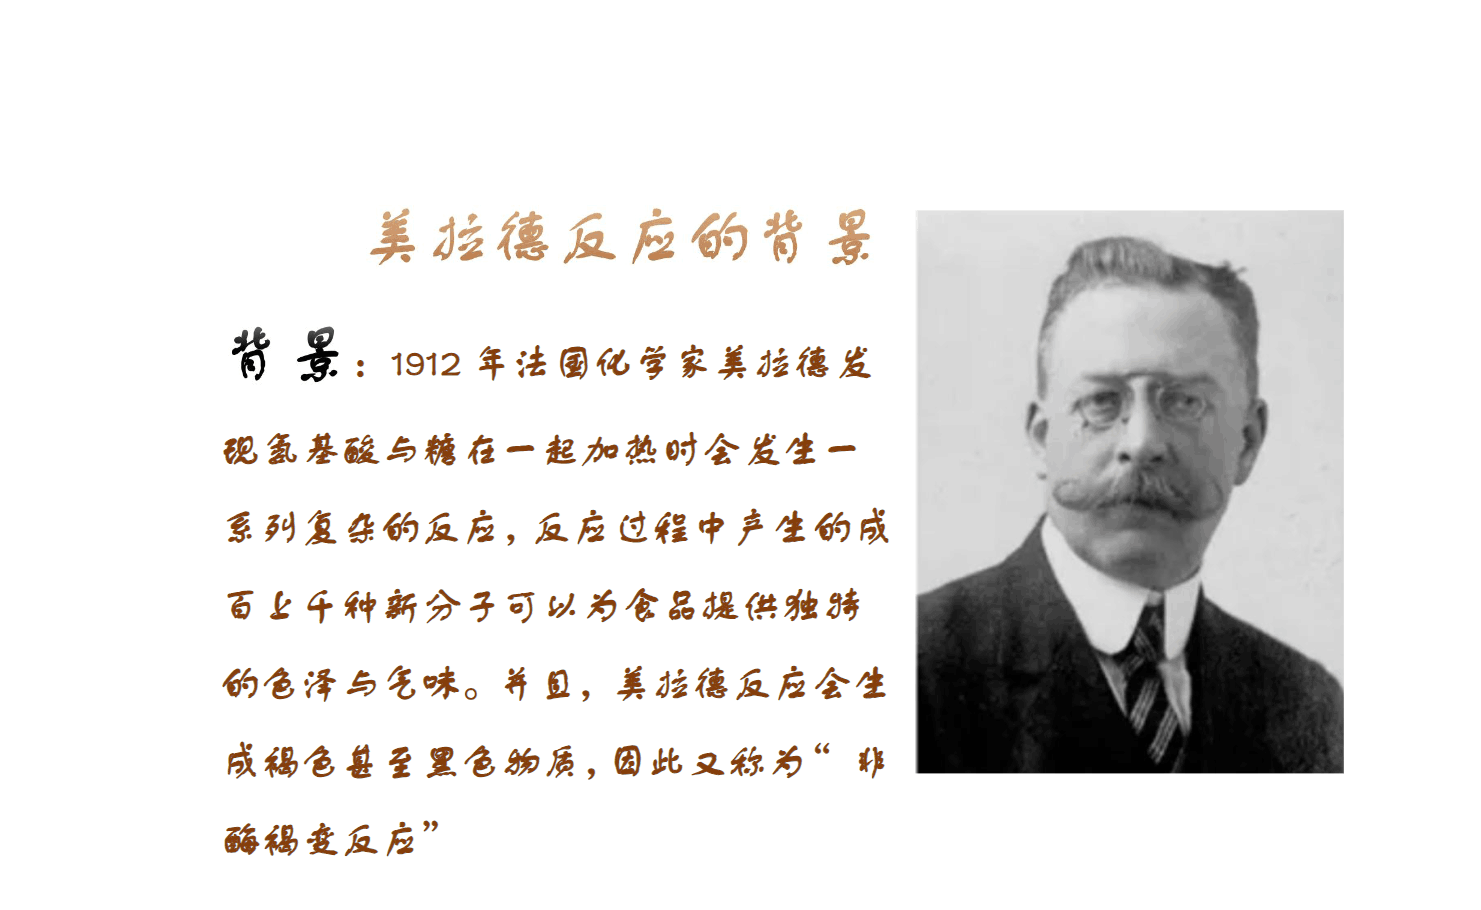 美拉德反应的背景
背景：1912年法国化学家美拉德发
现氨基酸与糖在一起加热时会发生一
系列复杂的反应，反应过程中产生的成
百上千种新分子可以为食品提供独特
的色泽与气味。并且，美拉德反应会生
成褐色甚至黑色物质，因此又称为“非
酶褐变反应”